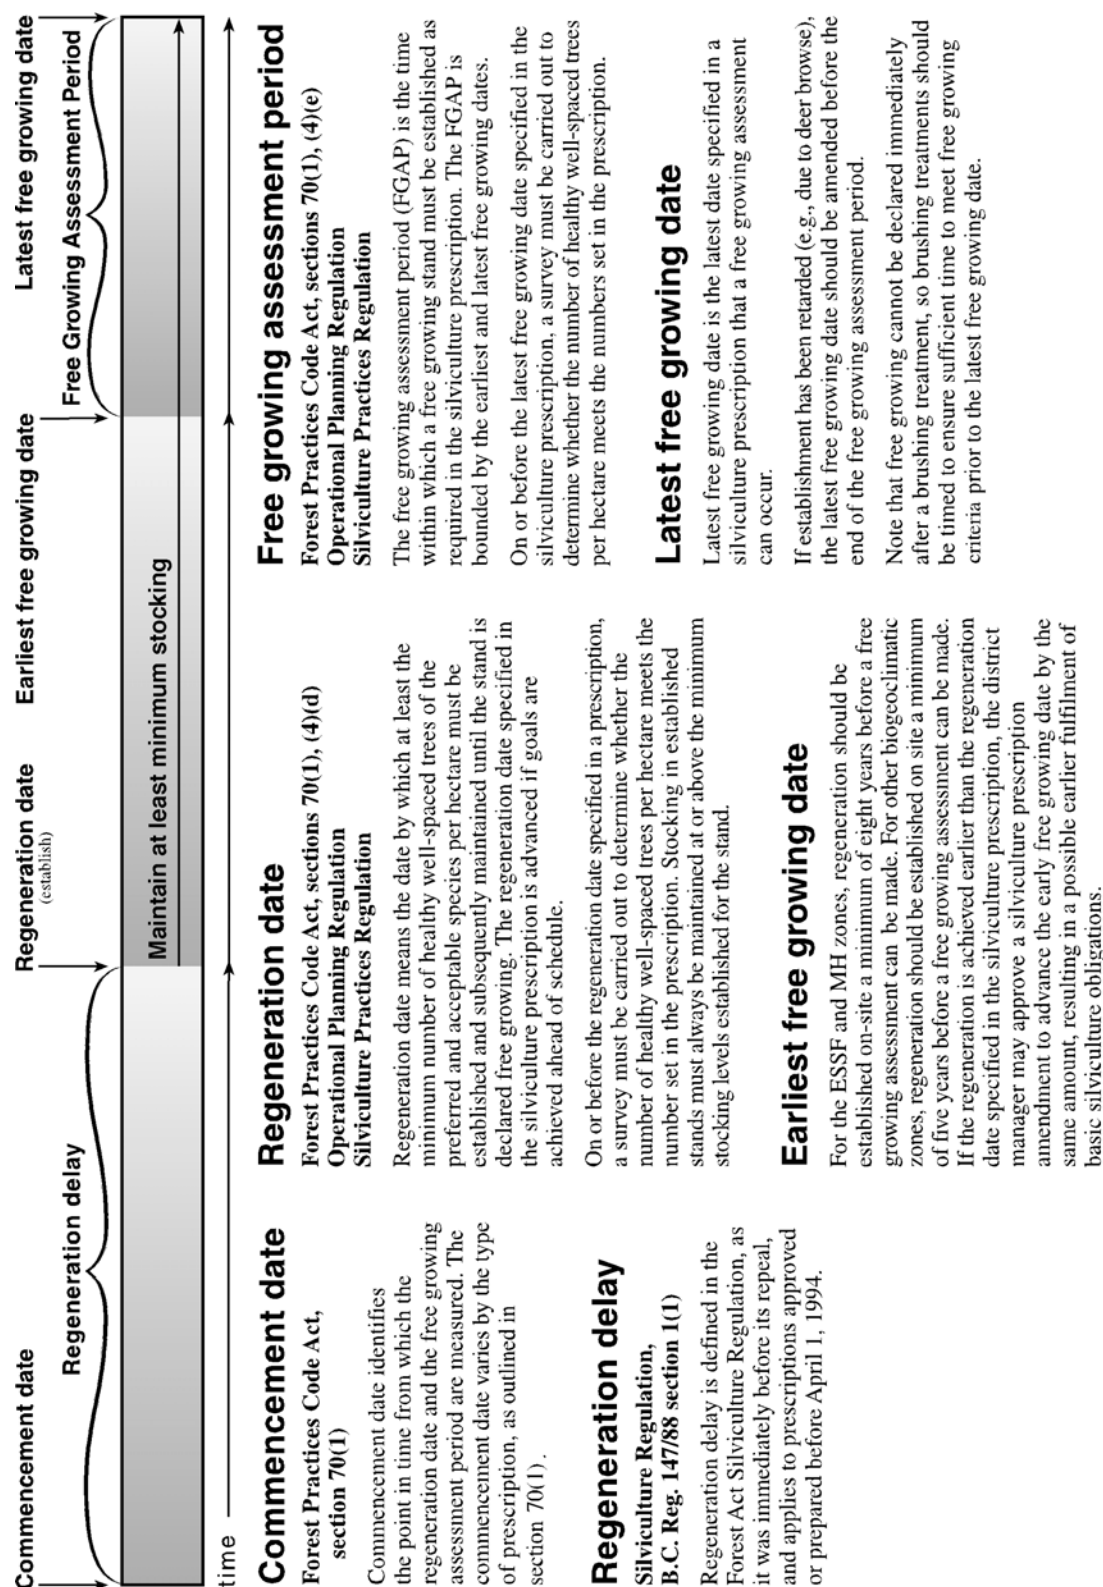 Commencement date
Regeneration date
(establish)
Earliest free growing date
Latest free growing date
Regeneration delay
Free Growing Assessment Period
Maintain at least minimum stocking
time
Commencement date
Forest Practices Code Act,
section 70(1)
Commencement date identifies
the point in time from which the
regeneration date and the free growing
assessment period are measured. The
commencement date varies by the type
of prescription, as outlined in
section 70(1).
Regeneration delay
Silviculture Regulation,
B.C. Reg. 147/88 section 1(1)
Regeneration delay is defined in the
Forest Act Silviculture Regulation, as
it was immediately before its repeal,
and applies to prescriptions approved
or prepared before April 1, 1994.
Regeneration date
Forest Practices Code Act, sections 70(1), (4)(d)
Operational Planning Regulation
Silviculture Practices Regulation
Regeneration date means the date by which at least the
minimum number of healthy well-spaced trees of the
preferred and acceptable species per hectare must be
established and subsequently maintained until the stand is
declared free growing. The regeneration date specified in
the silviculture prescription is advanced if goals are
achieved ahead of schedule.
On or before the regeneration date specified in a prescription,
a survey must be carried out to determine whether the
number of healthy well-spaced trees per hectare meets the
number set in the prescription. Stocking in established
stands must always be maintained at or above the minimum
stocking levels established for the stand.
Earliest free growing date
For the ESSF and MH zones, regeneration should be
established on-site a minimum of eight years before a free
growing assessment can be made. For other biogeoclimatic
zones, regeneration should be established on site a minimum
of five years before a free growing assessment can be made.
If the regeneration is achieved earlier than the regeneration
date specified in the silviculture prescription, the district
manager may approve a silviculture prescription
amendment to advance the early free growing date by the
same amount, resulting in a possible earlier fulfilment of
basic silviculture obligations.
Free growing assessment period
Forest Practices Code Act, sections 70(1), (4)(e)
Operational Planning Regulation
Silviculture Practices Regulation
The free growing assessment period (FGAP) is the time
within which a free growing stand must be established as
required in the silviculture prescription. The FGAP is
bounded by the earliest and latest free growing dates.
On or before the latest free growing date specified in the
silviculture prescription, a survey must be carried out to
determine whether the number of healthy well-spaced trees
per hectare meets the numbers set in the prescription.
Latest free growing date
Latest free growing date is the latest date specified in a
silviculture prescription that a free growing assessment
can occur.
If establishment has been retarded (e.g., due to deer browse),
the latest free growing date should be amended before the
end of the free growing assessment period.
Note that free growing cannot be declared immediately
after a brushing treatment, so brushing treatments should
be timed to ensure sufficient time to meet free growing
criteria prior to the latest free growing date.